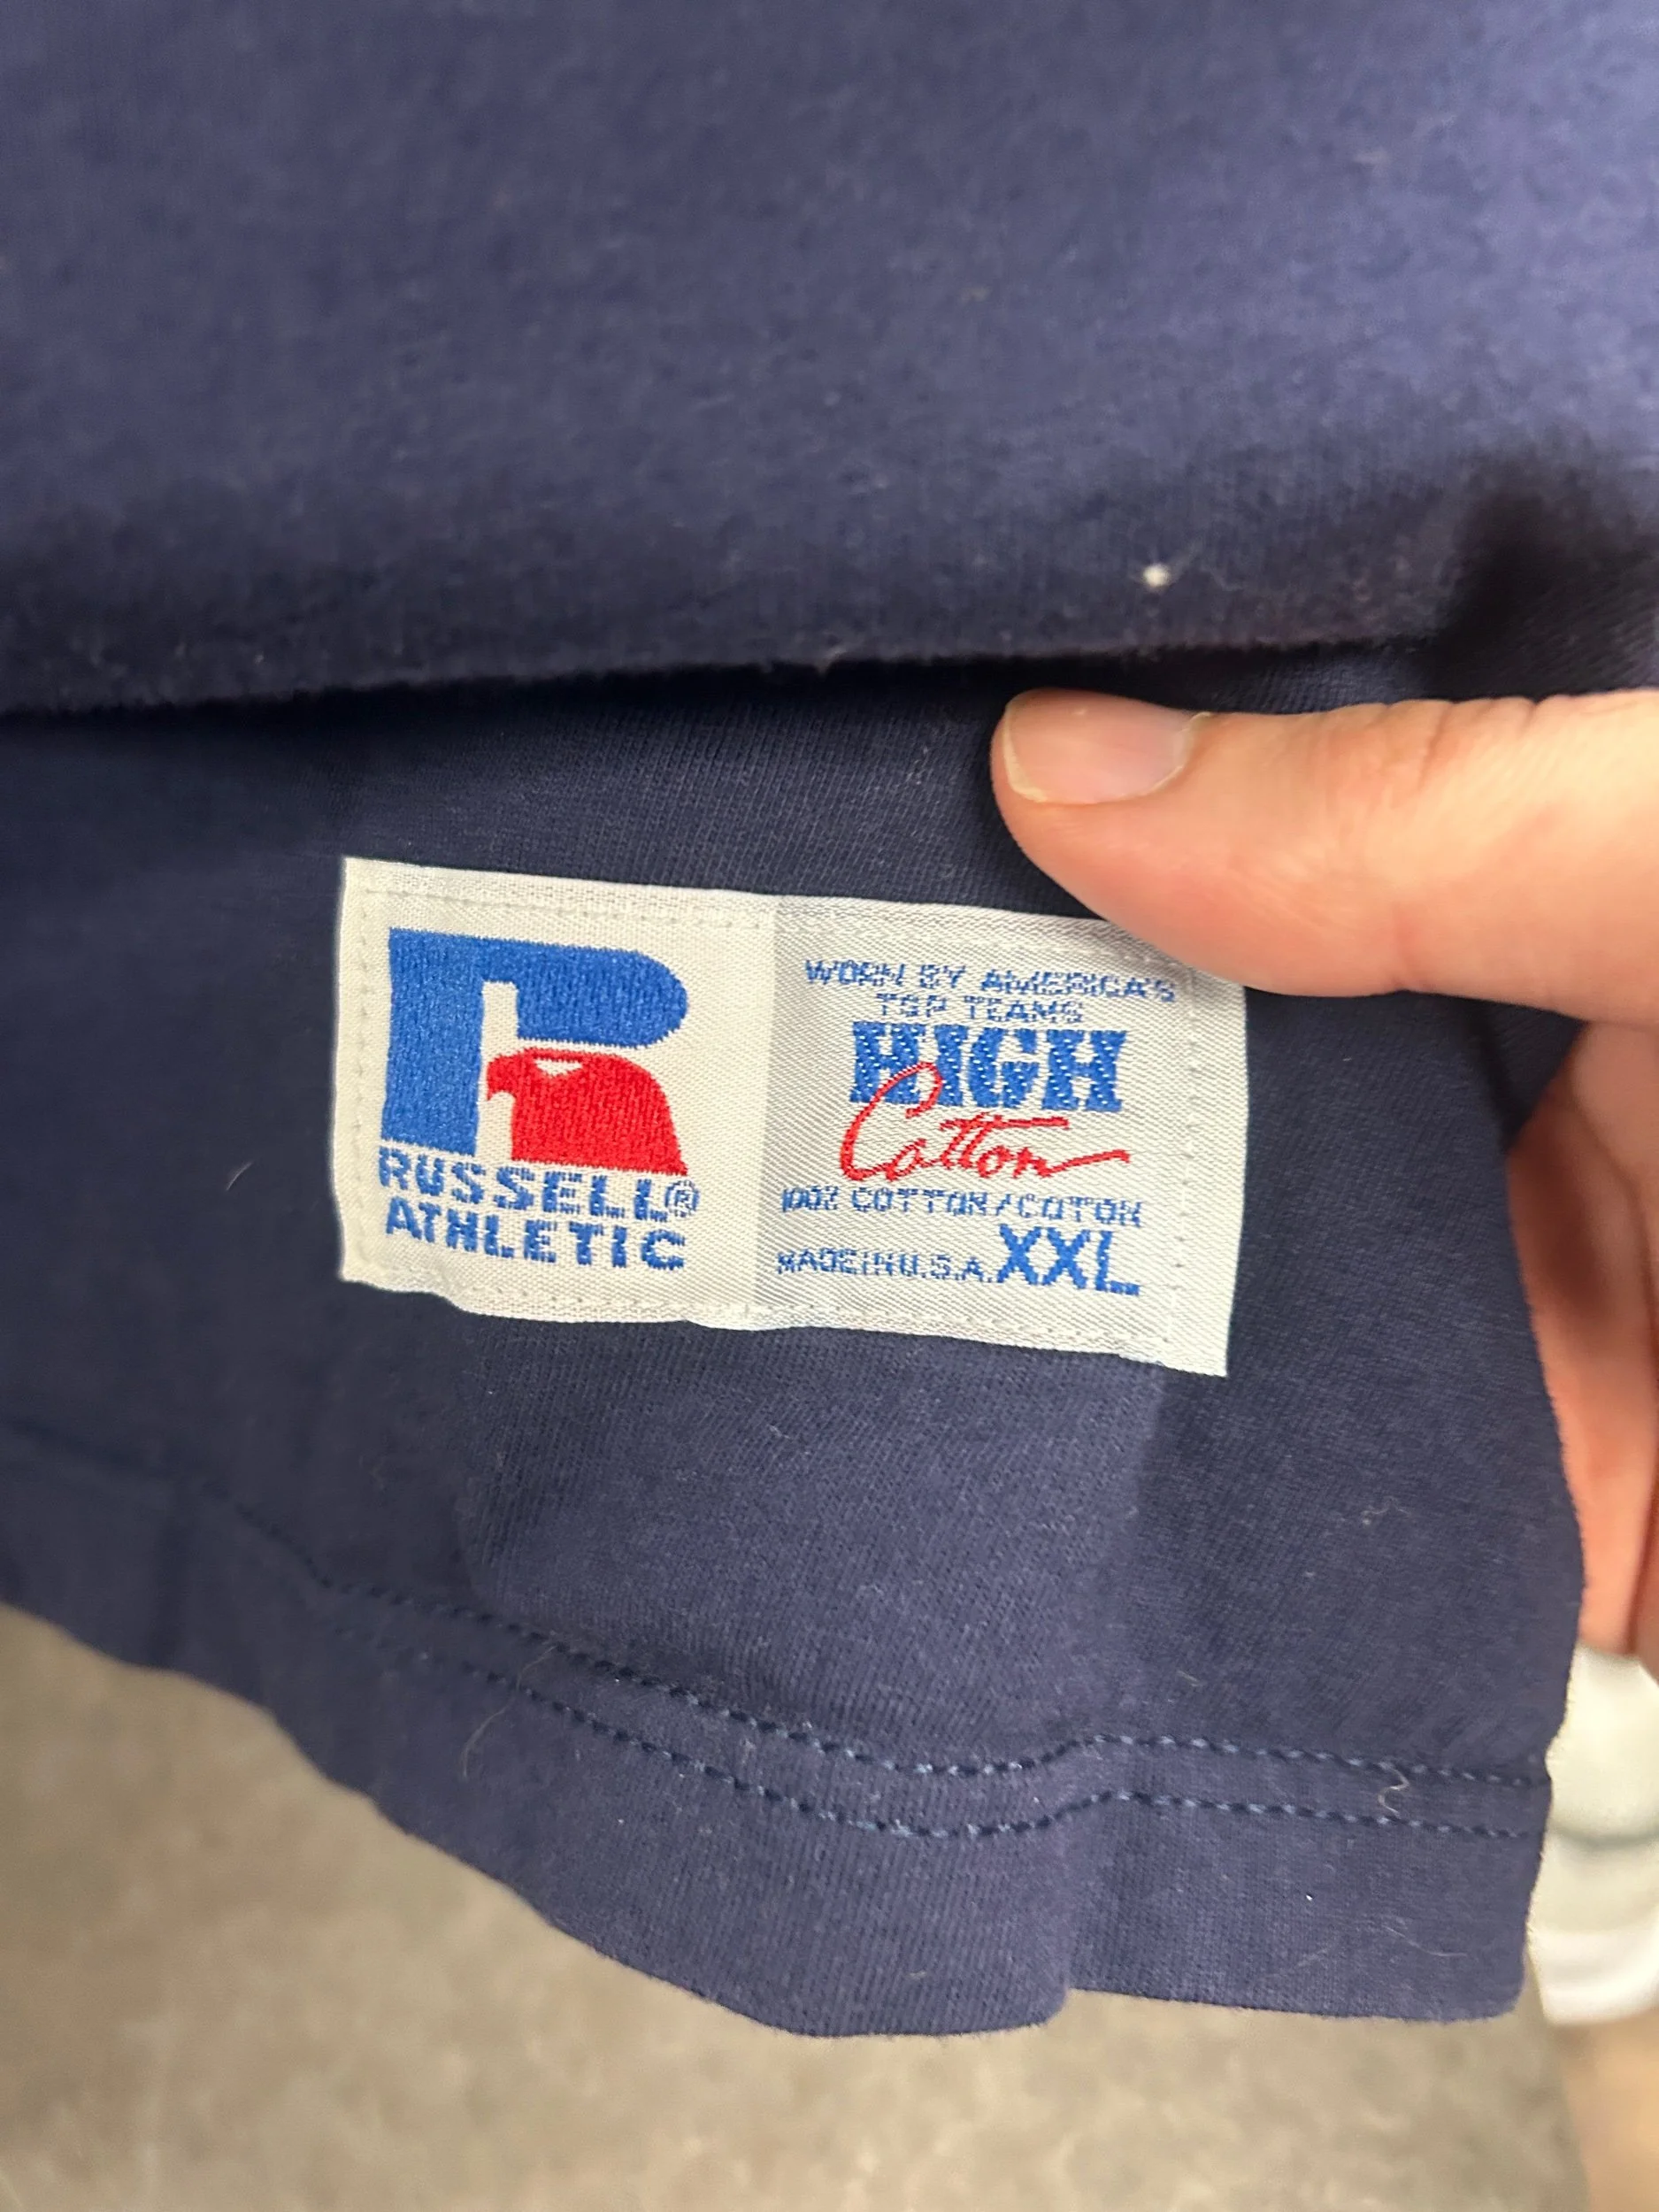 RUSSELL®
ATHLETIC
WORN BY AMERICA'S
TOP TEAMS
HIGH
Cotton
100% COTTON/COTON
MADE IN U.S.A. XXL